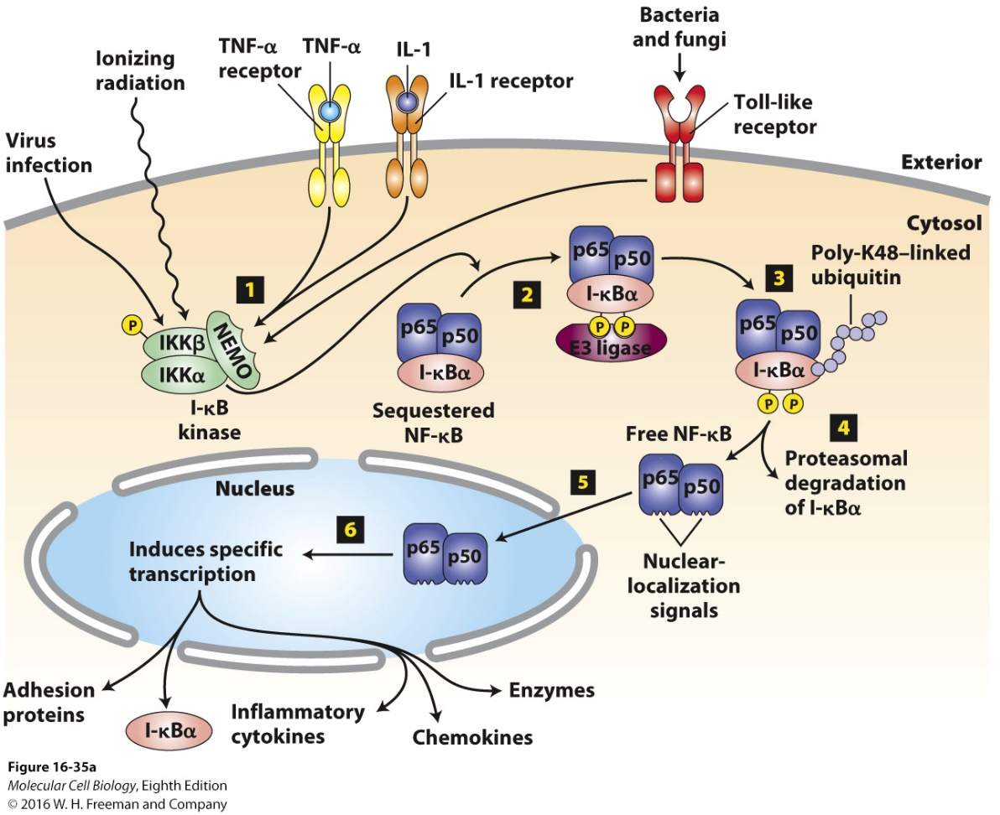 Bacteria
and fungi
TNF-α
receptor
TNF-α
IL-1
Ionizing
radiation
IL-1 receptor
Toll-like
receptor
Virus
infection
Exterior
Cytosol
p65
p50
I-κBα
P P
E3 ligase
Poly-K48–linked
ubiquitin
1
2
3
P
IKKβ
NEMO
IKKα
p65
p50
I-κBα
p65
p50
I-κBα
P P
I-κB
kinase
Sequestered
NF-κB
Free NF-κB
4
Proteasomal
degradation
of I-κBα
p65
p50
5
Nucleus
6
p65
p50
Induces specific
transcription
Nuclear-
localization
signals
Adhesion
proteins
I-κBα
Inflammatory
cytokines
Chemokines
Enzymes
Figure 16-35a
Molecular Cell Biology, Eighth Edition
© 2016 W. H. Freeman and Company